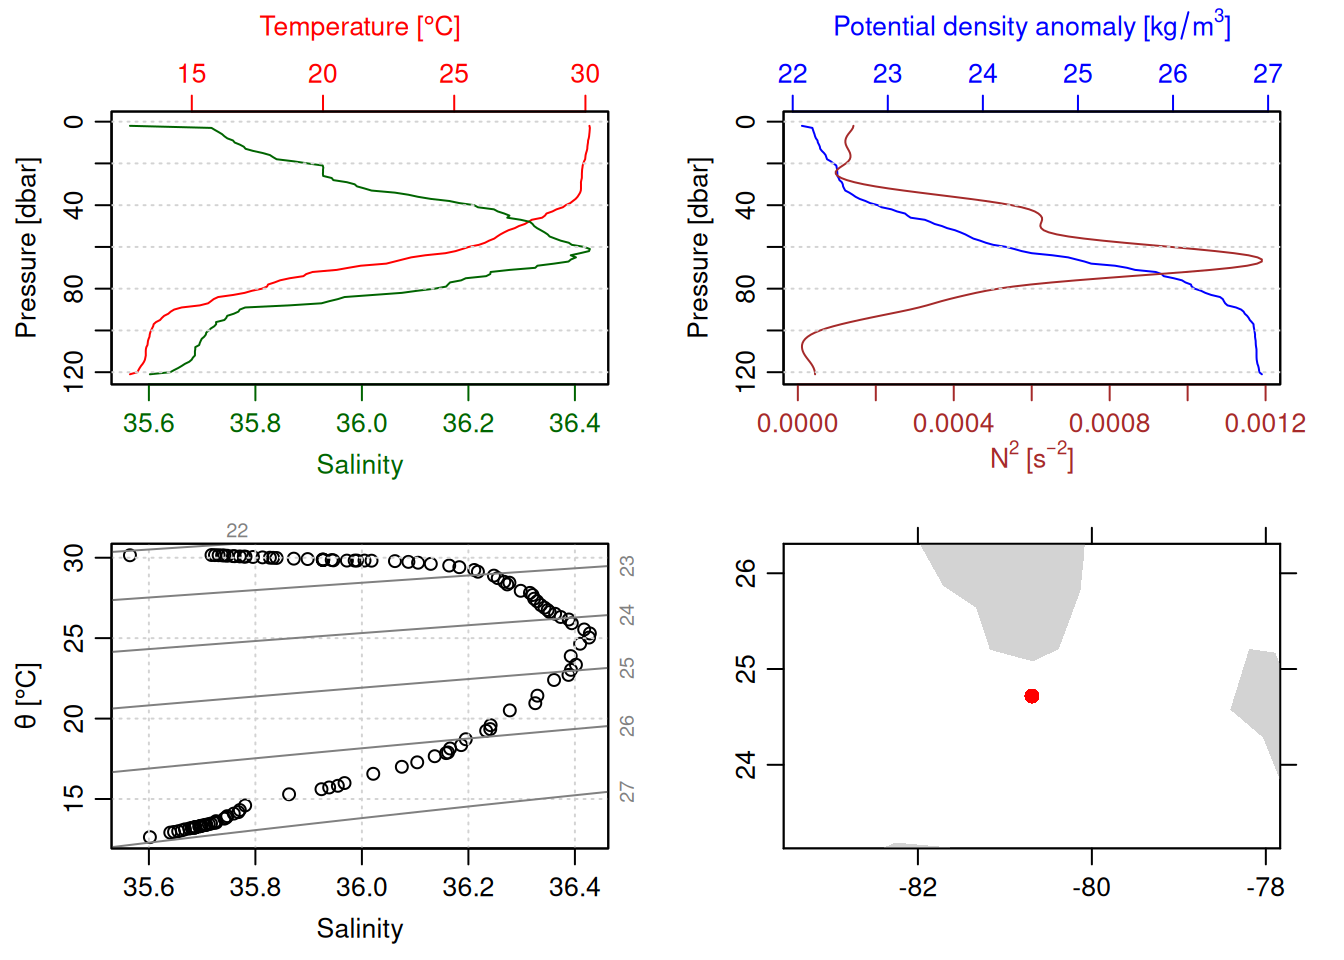 Temperature [°C]
15 20 25 30
Pressure [dbar]
0
40
80
120
35.6 35.8 36.0 36.2 36.4
Salinity
Potential density anomaly [kg/m³]
22 23 24 25 26 27
Pressure [dbar]
0
40
80
120
0.0000 0.0004 0.0008 0.0012
N² [s⁻²]
22
θ [°C]
30
25
20
15
23
24
25
26
27
35.6 35.8 36.0 36.2 36.4
Salinity
26
25
24
-82 -80 -78